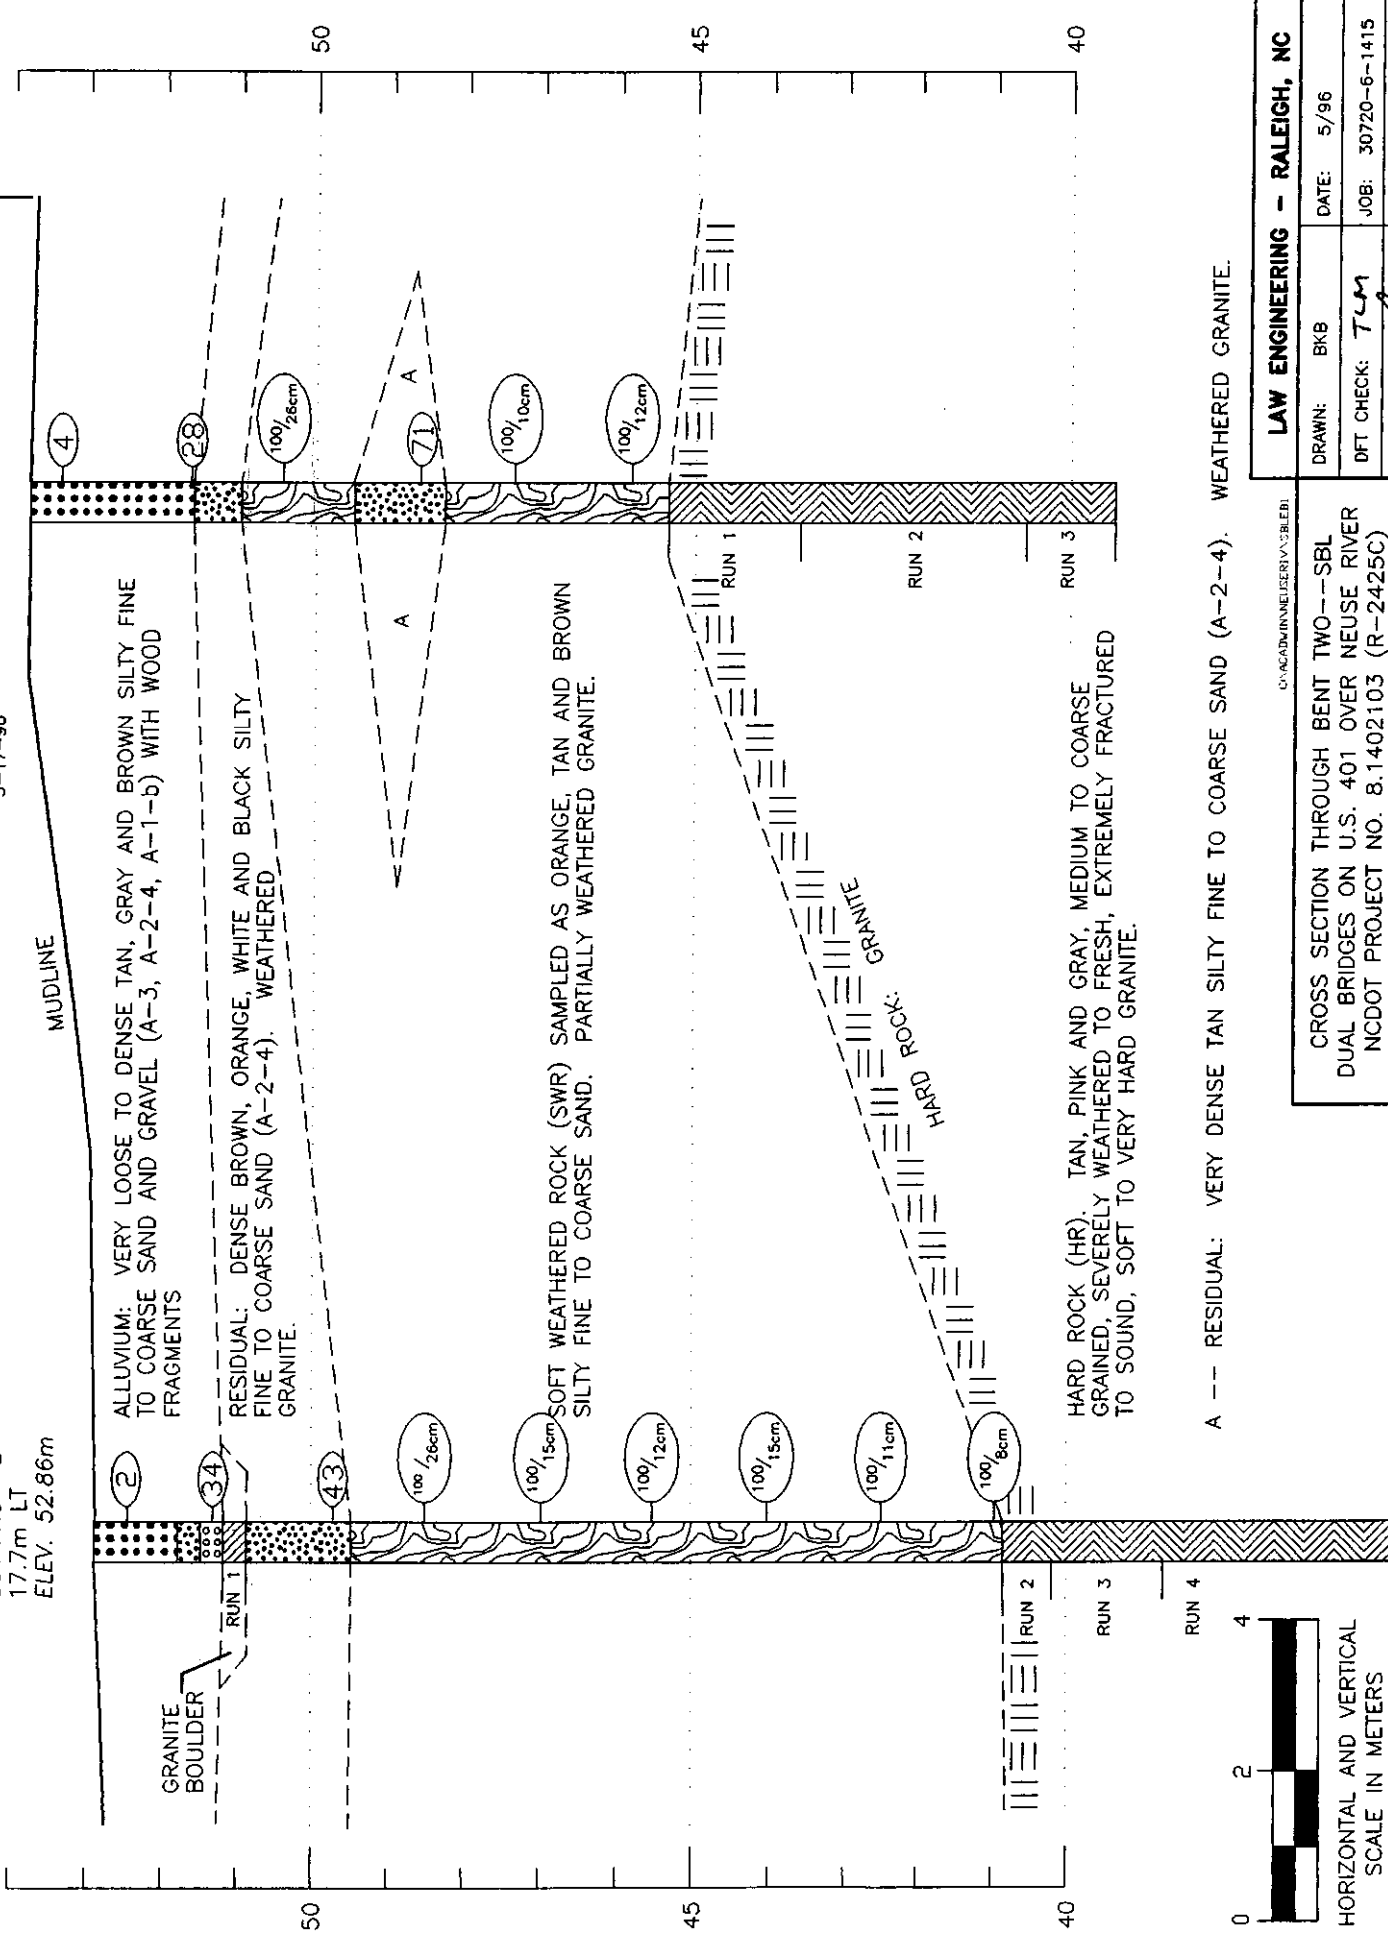 17.7m LT
ELEV. 52.86m
MUDLINE
50
45
40
50
45
40
ALLUVIUM: VERY LOOSE TO DENSE TAN, GRAY AND BROWN SILTY FINE
TO COARSE SAND AND GRAVEL (A-3, A-2-4, A-1-b) WITH WOOD
FRAGMENTS
RESIDUAL: DENSE BROWN, ORANGE, WHITE AND BLACK SILTY
FINE TO COARSE SAND (A-2-4). WEATHERED
GRANITE.
GRANITE
BOULDER
SOFT WEATHERED ROCK (SWR) SAMPLED AS ORANGE, TAN AND BROWN
SILTY FINE TO COARSE SAND. PARTIALLY WEATHERED GRANITE.
HARD ROCK: GRANITE
HARD ROCK (HR). TAN, PINK AND GRAY, MEDIUM TO COARSE
GRAINED, SEVERELY WEATHERED TO FRESH, EXTREMELY FRACTURED
TO SOUND, SOFT TO VERY HARD GRANITE.
2
34
43
100/26cm
100/15cm
100/12cm
100/15cm
100/11cm
100/8cm
RUN 1
RUN 2
RUN 3
RUN 4
4
28
100/26cm
71
100/10cm
100/12cm
A
A
RUN 1
RUN 2
RUN 3
A -- RESIDUAL: VERY DENSE TAN SILTY FINE TO COARSE SAND (A-2-4). WEATHERED GRANITE.
0 2 4
HORIZONTAL AND VERTICAL
SCALE IN METERS
CROSS SECTION THROUGH BENT TWO--SBL
DUAL BRIDGES ON U.S. 401 OVER NEUSE RIVER
NCDOT PROJECT NO. 8.1402103 (R-2425C)
LAW ENGINEERING - RALEIGH, NC
DRAWN: BKB
DATE: 5/96
DFT CHECK: TLM
JOB: 30720-6-1415